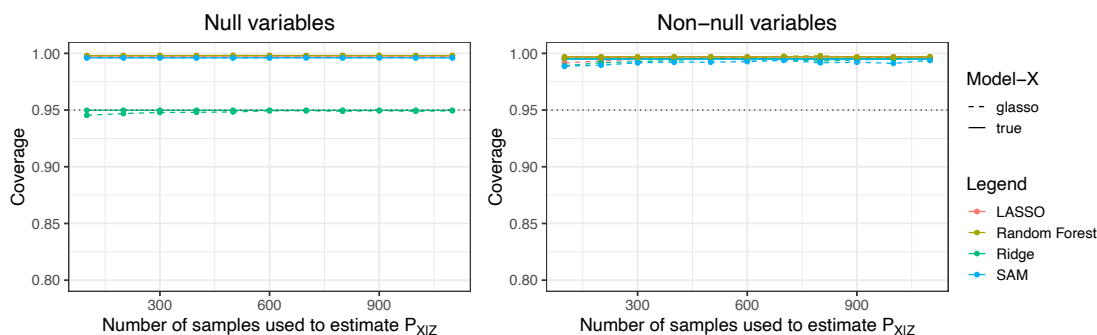 Null variables
Non−null variables
1.00
0.95
0.90
0.85
0.80
Coverage
300
600
900
Number of samples used to estimate P_X|Z
1.00
0.95
0.90
0.85
0.80
Coverage
300
600
900
Number of samples used to estimate P_X|Z
Model−X
glasso
true
Legend
LASSO
Random Forest
Ridge
SAM